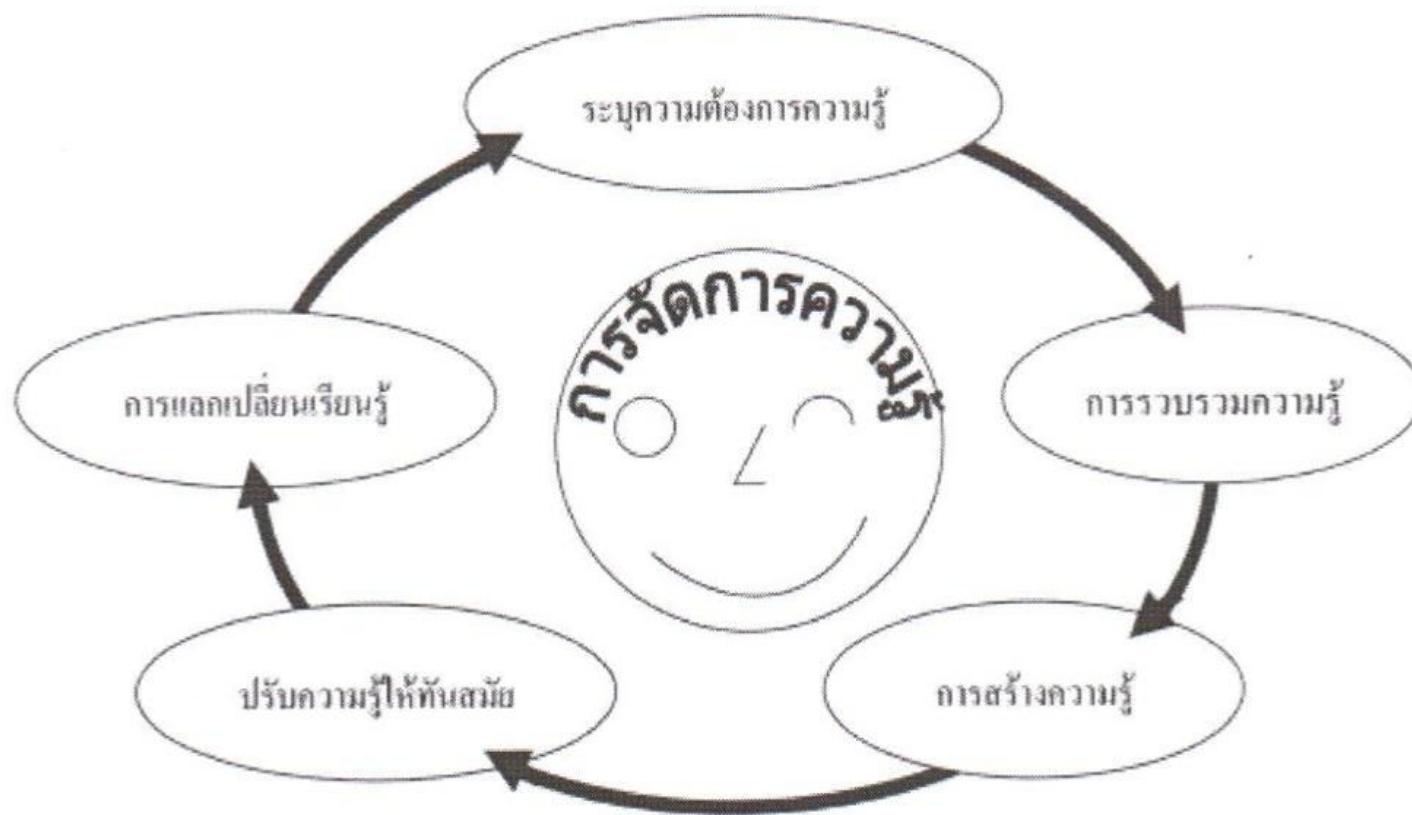 ระบุความต้องการความรู้
การจัดการความรู้
การแลกเปลี่ยนเรียนรู้
การรวบรวมความรู้
ปรับความรู้ให้ทันสมัย
การสร้างความรู้